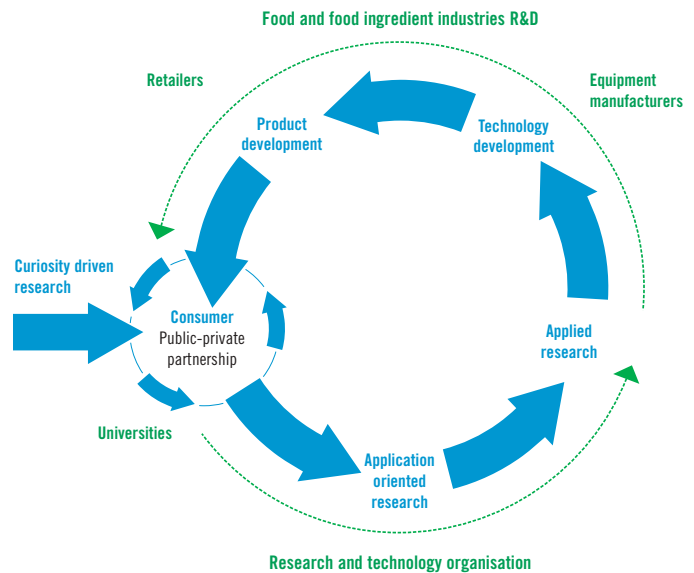 Food and food ingredient industries R&D
Retailers
Equipment
manufacturers
Product
development
Technology
development
Curiosity driven
research
Consumer
Public-private
partnership
Applied
research
Universities
Application
oriented
research
Research and technology organisation